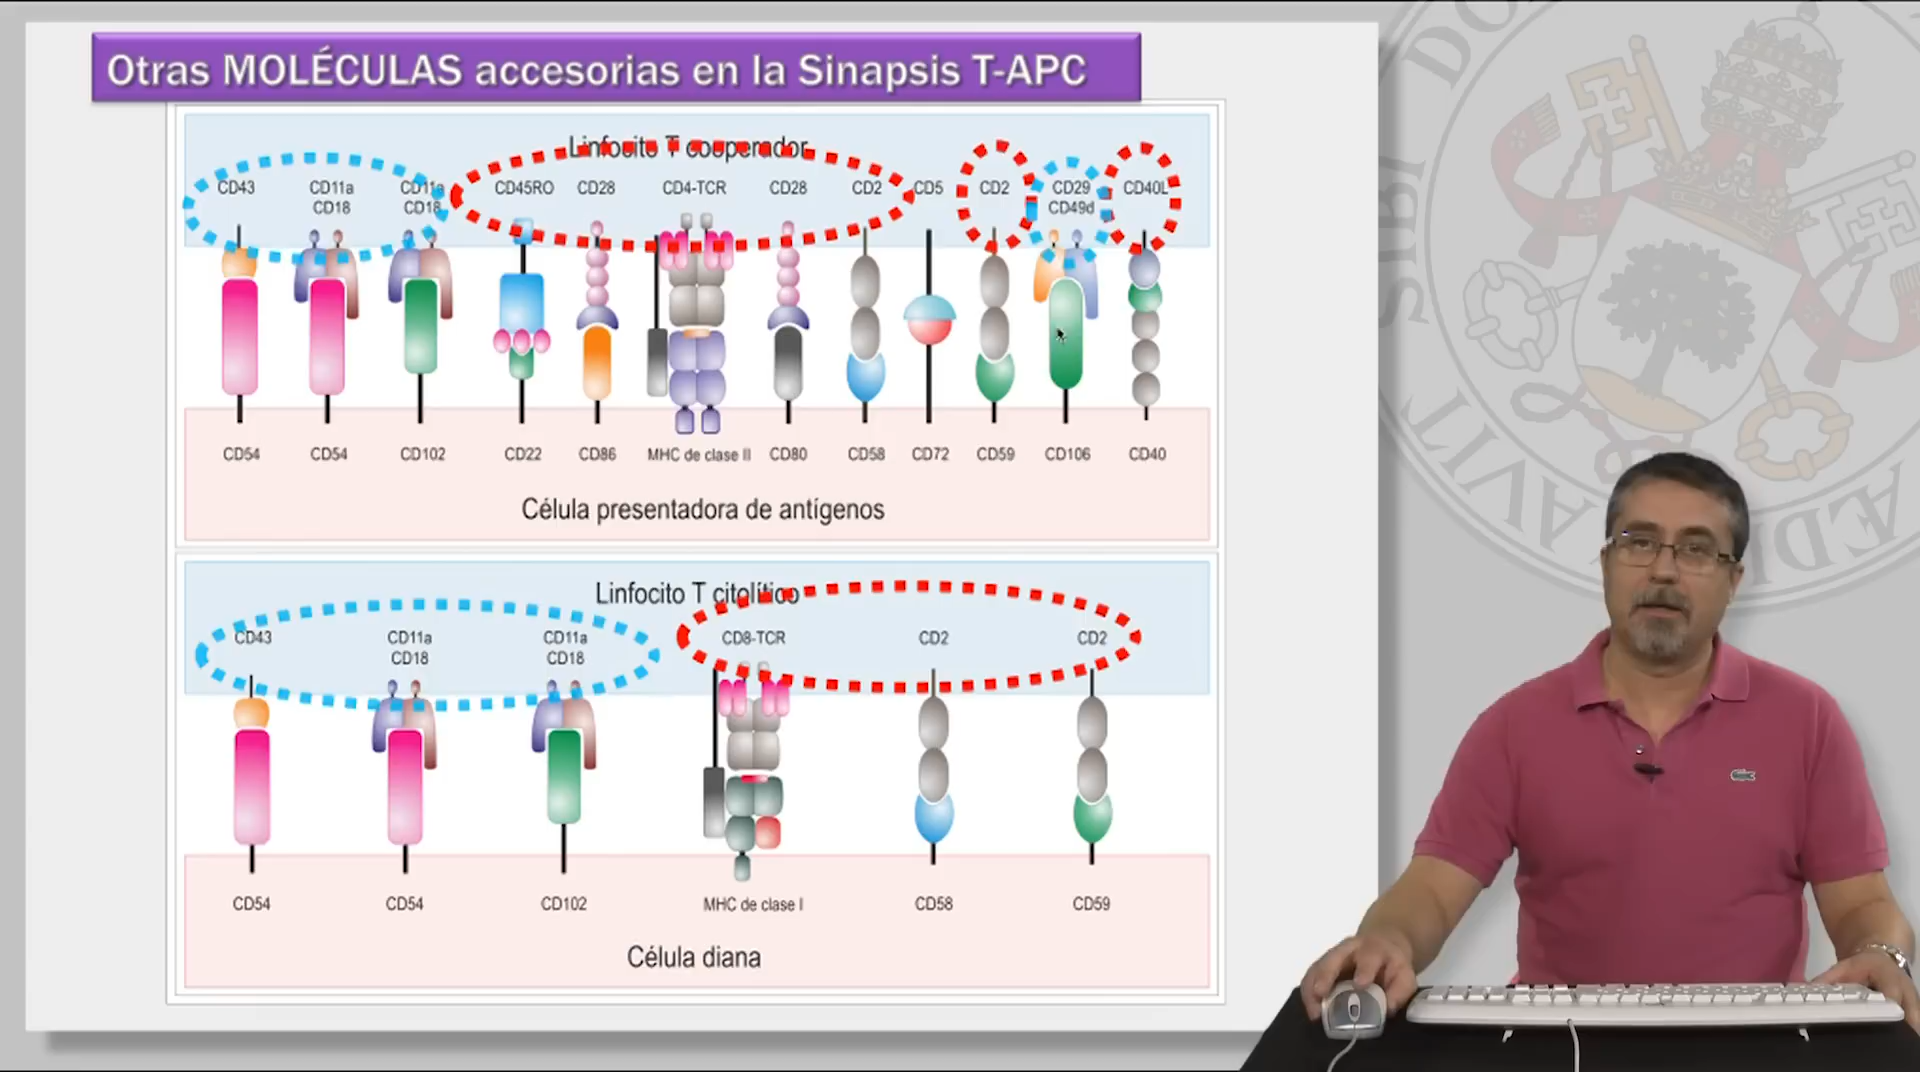 Otras MOLÉCULAS accesorias en la Sinapsis T-APC
Linfocito T cooperador
CD43 CD11a CD11a CD45RO CD28 CD4-TCR CD28 CD2 CD5 CD2 CD29 CD40L
CD18 CD18 CD49d
CD54 CD54 CD102 CD22 CD86 MHC de clase II CD80 CD58 CD72 CD59 CD106 CD40
Célula presentadora de antígenos
Linfocito T citolítico
CD43 CD11a CD11a CD8-TCR CD2 CD2
CD18 CD18
CD54 CD54 CD102 MHC de clase I CD58 CD59
Célula diana